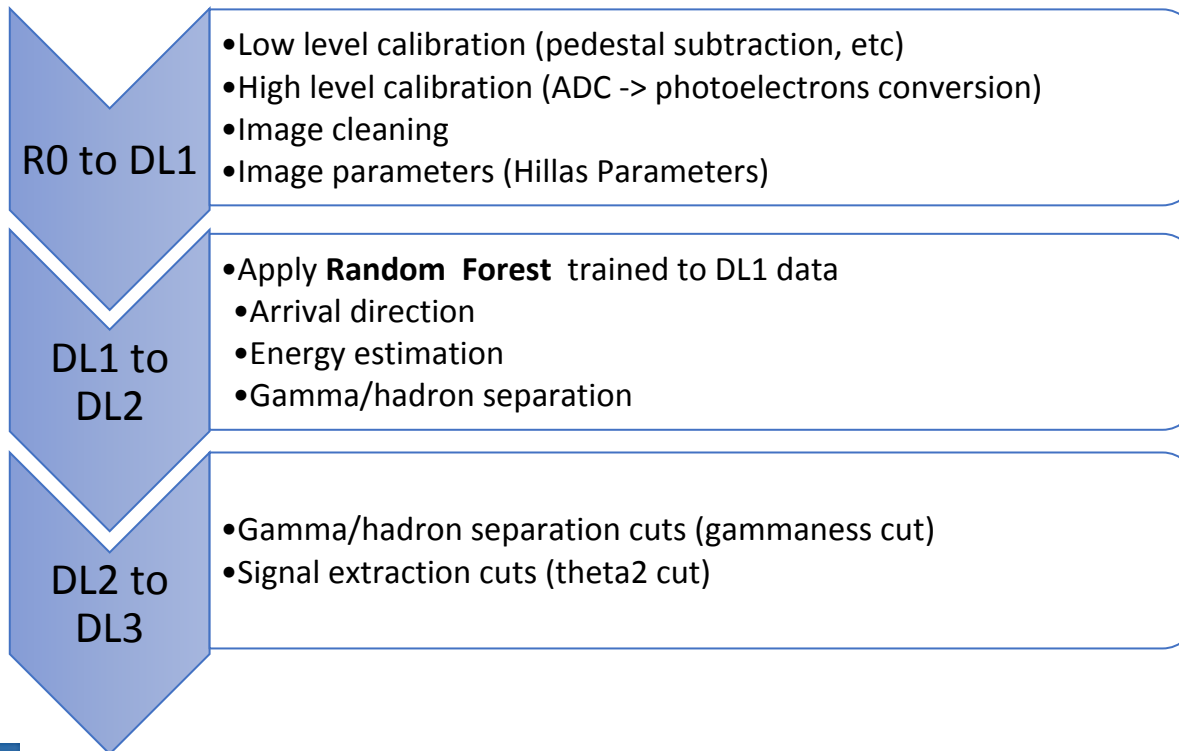 R0 to DL1
•Low level calibration (pedestal subtraction, etc)
•High level calibration (ADC -> photoelectrons conversion)
•Image cleaning
•Image parameters (Hillas Parameters)
DL1 to
DL2
•Apply Random Forest trained to DL1 data
•Arrival direction
•Energy estimation
•Gamma/hadron separation
DL2 to
DL3
•Gamma/hadron separation cuts (gammaness cut)
•Signal extraction cuts (theta2 cut)